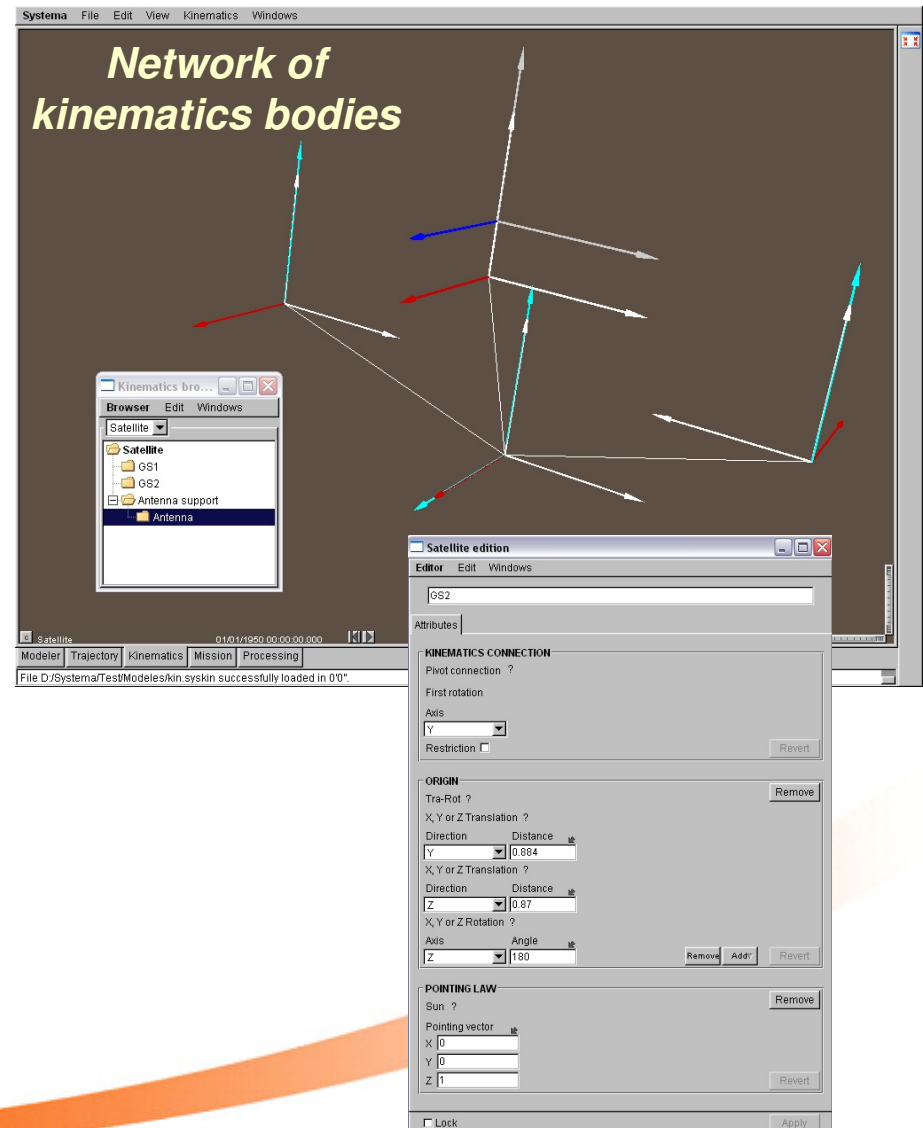 Systema File Edit View Kinematics Windows
Network of
kinematics bodies
Kinematics bro...
Browser Edit Windows
Satellite
Satellite
GS1
GS2
Antenna support
Antenna
c Satellite 01/01/1950 00:00:00.000
Modeler Trajectory Kinematics Mission Processing
File D:/Systema/Test/Modeles/kin.syskin successfully loaded in 0'0".
Satellite edition
Editor Edit Windows
GS2
Attributes
KINEMATICS CONNECTION
Pivot connection ?
First rotation
Axis
Y
Restriction Revert
ORIGIN
Tra-Rot ? Remove
X, Y or Z Translation ?
Direction Distance
Y 0.884
X, Y or Z Translation ?
Direction Distance
Z 0.87
X, Y or Z Rotation ?
Axis Angle
Z 180 Remove Add Revert
POINTING LAW
Sun ? Remove
Pointing vector
X 0
Y 0
Z 1 Revert
Lock Apply